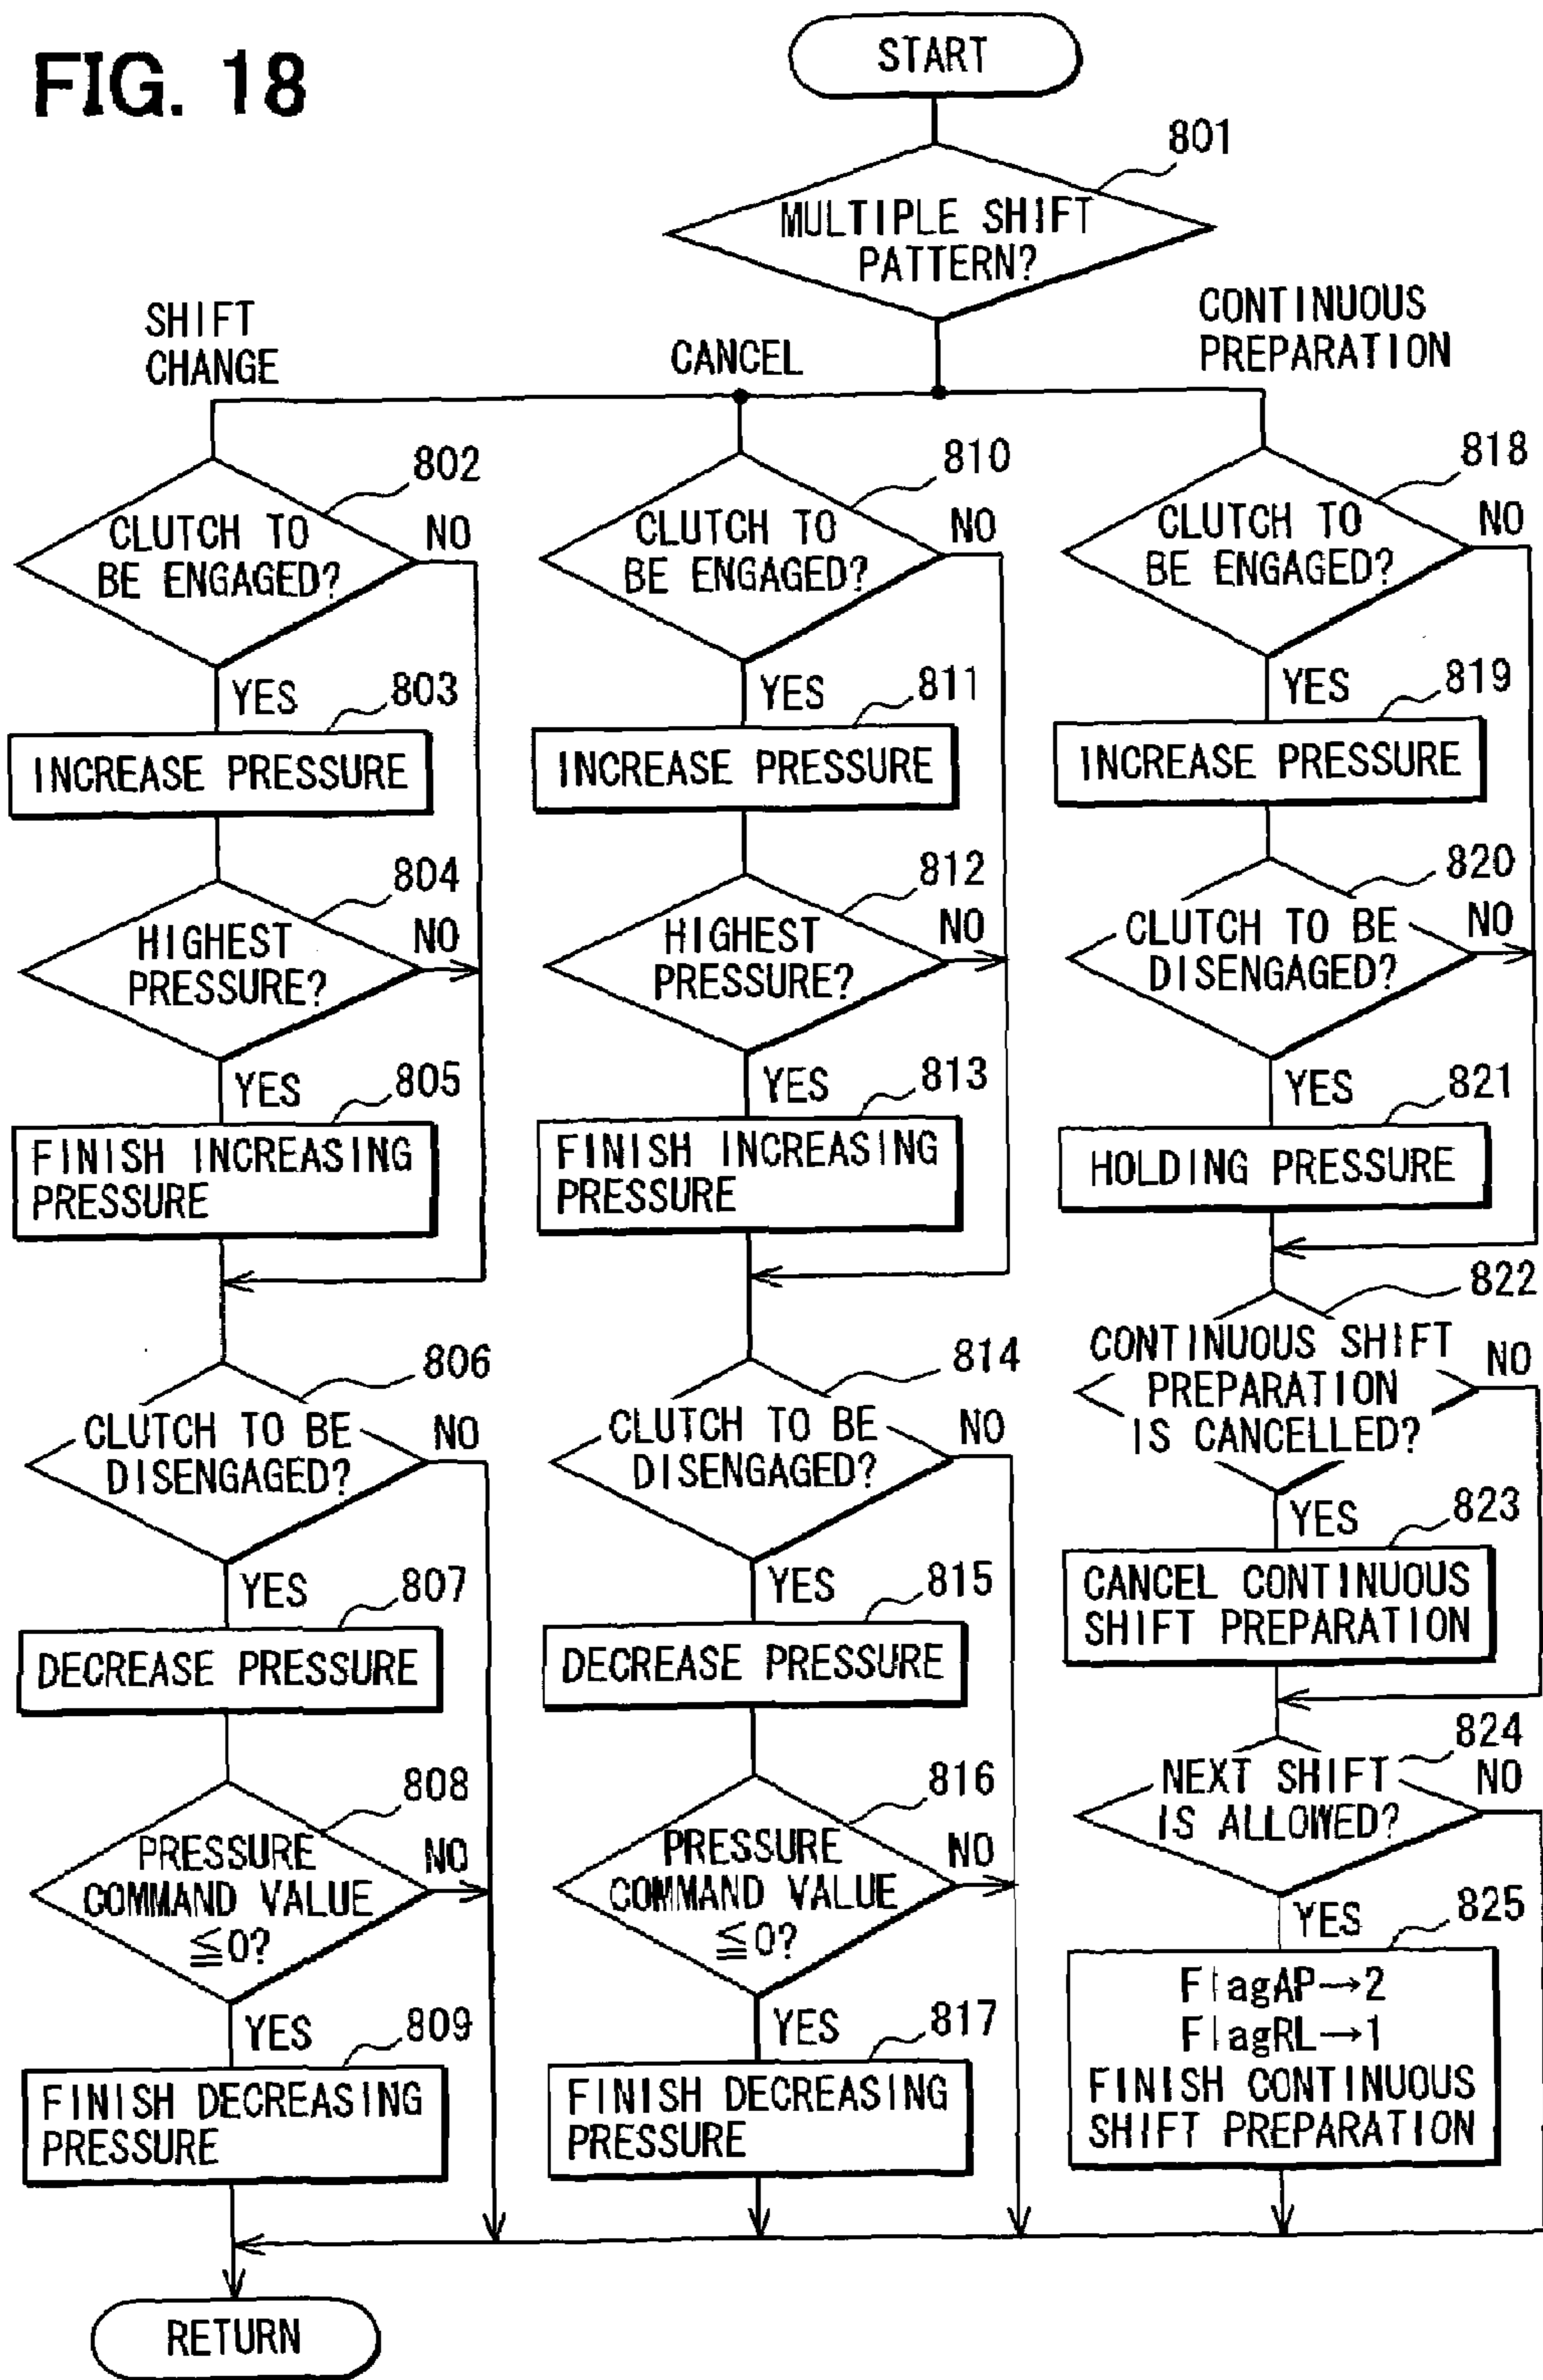 FIG. 18
START
801
MULTIPLE SHIFT
PATTERN?
SHIFT
CHANGE
CANCEL
CONTINUOUS
PREPARATION
802
CLUTCH TO
BE ENGAGED?
NO
YES
803
INCREASE PRESSURE
804
HIGHEST
PRESSURE?
NO
YES
805
FINISH INCREASING
PRESSURE
806
CLUTCH TO BE
DISENGAGED?
NO
YES
807
DECREASE PRESSURE
808
PRESSURE
COMMAND VALUE
≦0?
NO
YES
809
FINISH DECREASING
PRESSURE
810
CLUTCH TO
BE ENGAGED?
NO
YES
811
INCREASE PRESSURE
812
HIGHEST
PRESSURE?
NO
YES
813
FINISH INCREASING
PRESSURE
814
CLUTCH TO BE
DISENGAGED?
NO
YES
815
DECREASE PRESSURE
816
PRESSURE
COMMAND VALUE
≦0?
NO
YES
817
FINISH DECREASING
PRESSURE
818
CLUTCH TO
BE ENGAGED?
NO
YES
819
INCREASE PRESSURE
820
CLUTCH TO BE
DISENGAGED?
NO
YES
821
HOLDING PRESSURE
822
CONTINUOUS SHIFT
PREPARATION
IS CANCELLED?
NO
YES
823
CANCEL CONTINUOUS
SHIFT PREPARATION
824
NEXT SHIFT
IS ALLOWED?
NO
YES
825
FlagAP→2
FlagRL→1
FINISH CONTINUOUS
SHIFT PREPARATION
RETURN